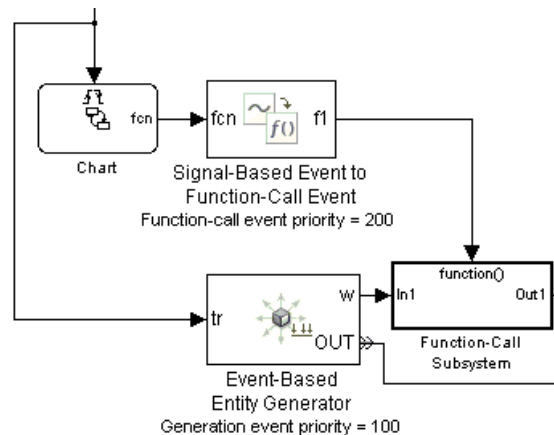 fcn
Chart
fcn
f()
f1
Signal-Based Event to
Function-Call Event
Function-call event priority = 200
function()
In1
Out1
Function-Call
Subsystem
tr
w
OUT
Event-Based
Entity Generator
Generation event priority = 100